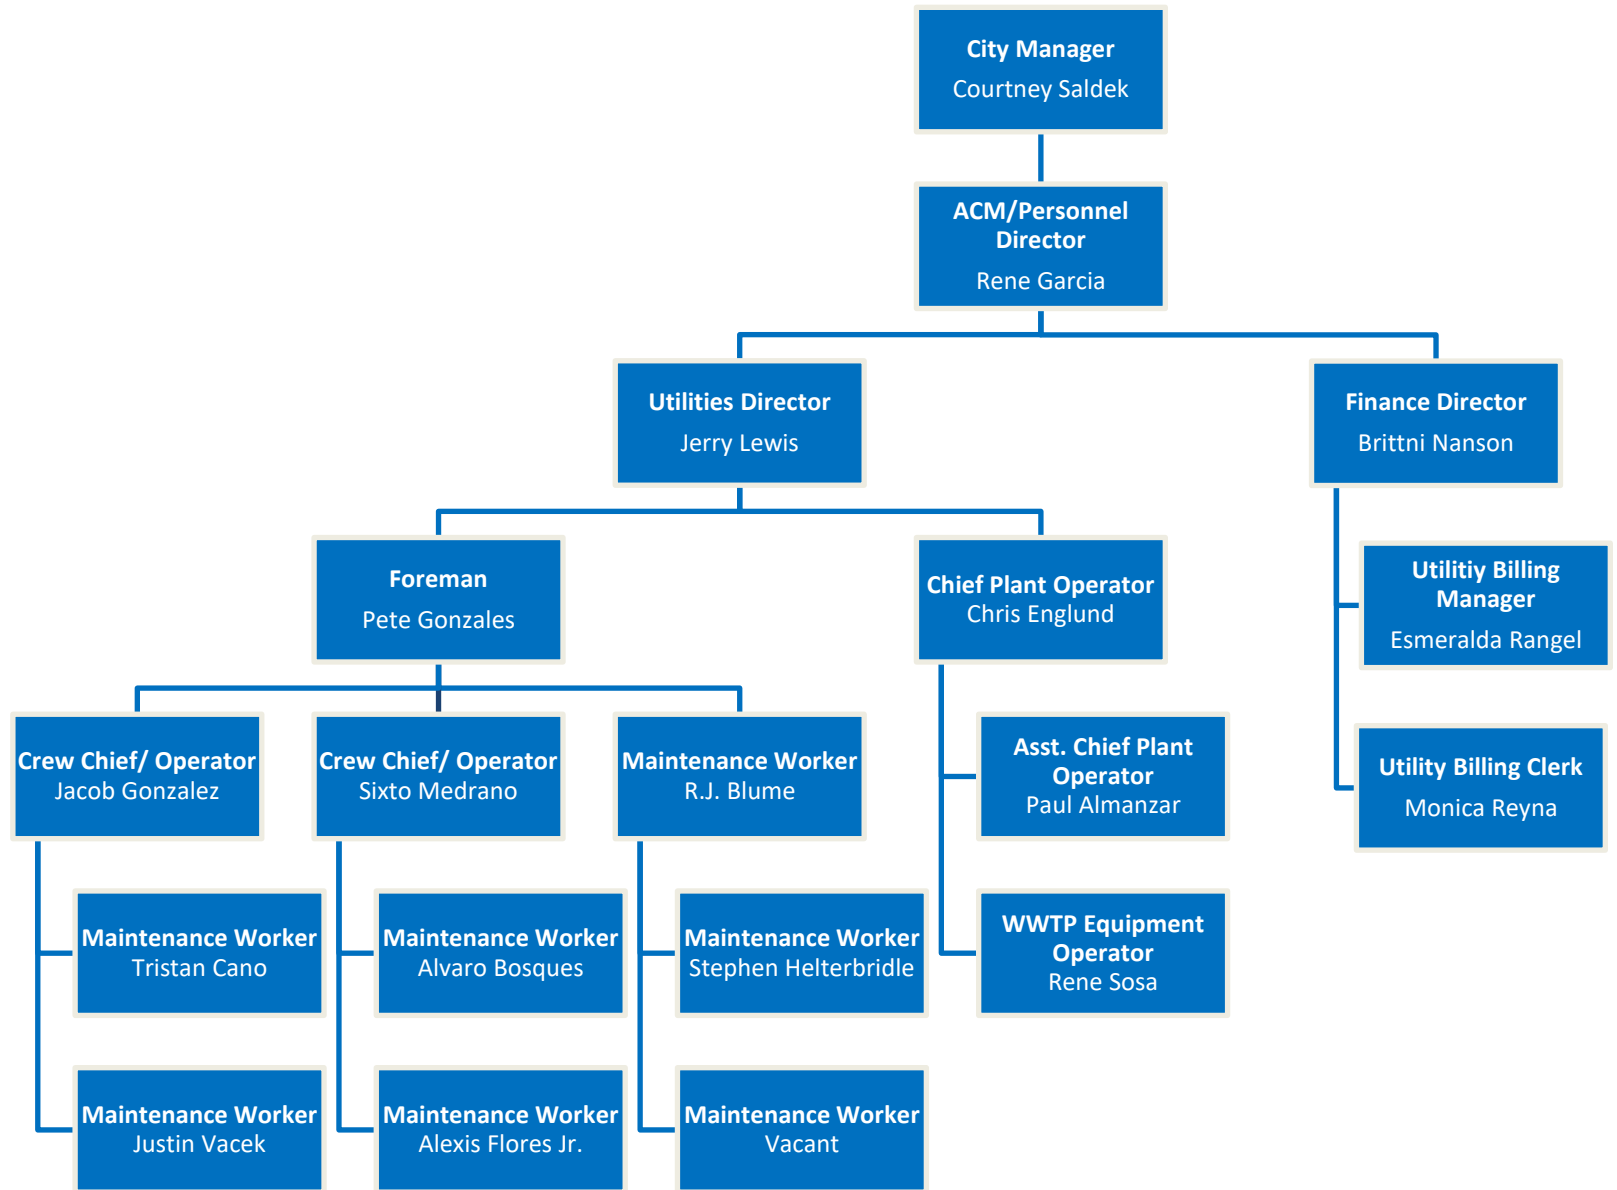 City Manager
Courtney Saldek
ACM/Personnel
Director
Rene Garcia
Utilities Director
Jerry Lewis
Finance Director
Brittni Nanson
Foreman
Pete Gonzales
Chief Plant Operator
Chris Englund
Utilitiy Billing
Manager
Esmeralda Rangel
Crew Chief/ Operator
Jacob Gonzalez
Crew Chief/ Operator
Sixto Medrano
Maintenance Worker
R.J. Blume
Asst. Chief Plant
Operator
Paul Almanzar
Utility Billing Clerk
Monica Reyna
Maintenance Worker
Tristan Cano
Maintenance Worker
Alvaro Bosques
Maintenance Worker
Stephen Helterbridle
WWTP Equipment
Operator
Rene Sosa
Maintenance Worker
Justin Vacek
Maintenance Worker
Alexis Flores Jr.
Maintenance Worker
Vacant